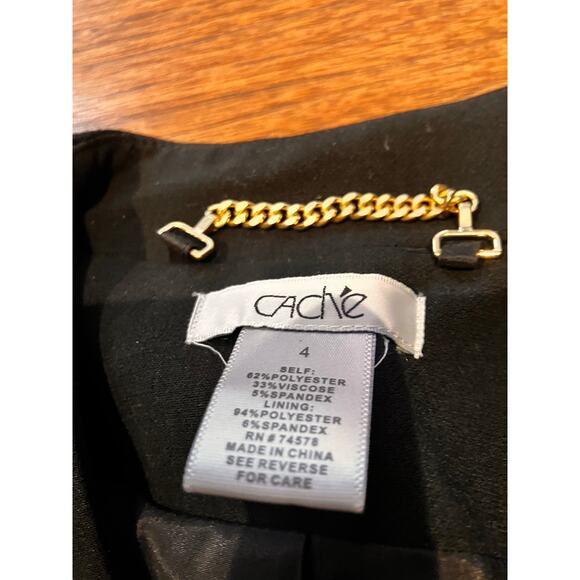 CAChé
4
SELF:
62%POLYESTER
33%VISCOSE
5%SPANDEX
LINING:
94%POLYESTER
6%SPANDEX
RN # 74578
MADE IN CHINA
SEE REVERSE
FOR CARE